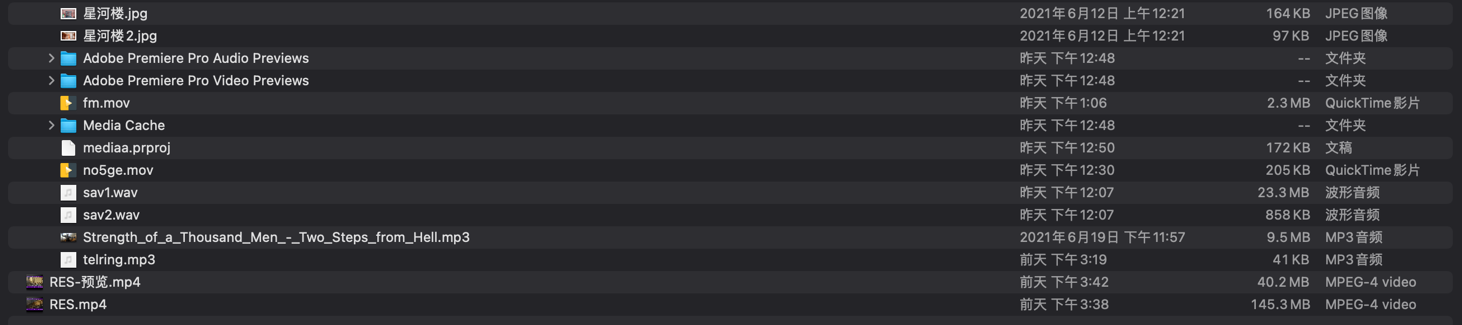 星河楼.jpg 2021年6月12日 上午12:21 164 KB JPEG图像
星河楼2.jpg 2021年6月12日 上午12:21 97 KB JPEG图像
Adobe Premiere Pro Audio Previews 昨天 下午12:48 -- 文件夹
Adobe Premiere Pro Video Previews 昨天 下午12:48 -- 文件夹
fm.mov 昨天 下午1:06 2.3 MB QuickTime影片
Media Cache 昨天 下午12:48 -- 文件夹
mediaa.prproj 昨天 下午12:50 172 KB 文稿
no5ge.mov 昨天 下午12:30 205 KB QuickTime影片
sav1.wav 昨天 下午12:07 23.3 MB 波形音频
sav2.wav 昨天 下午12:07 858 KB 波形音频
Strength_of_a_Thousand_Men_-_Two_Steps_from_Hell.mp3 2021年6月19日 下午11:57 9.5 MB MP3音频
telring.mp3 前天 下午3:19 41 KB MP3音频
RES-预览.mp4 前天 下午3:42 40.2 MB MPEG-4 video
RES.mp4 前天 下午3:38 145.3 MB MPEG-4 video